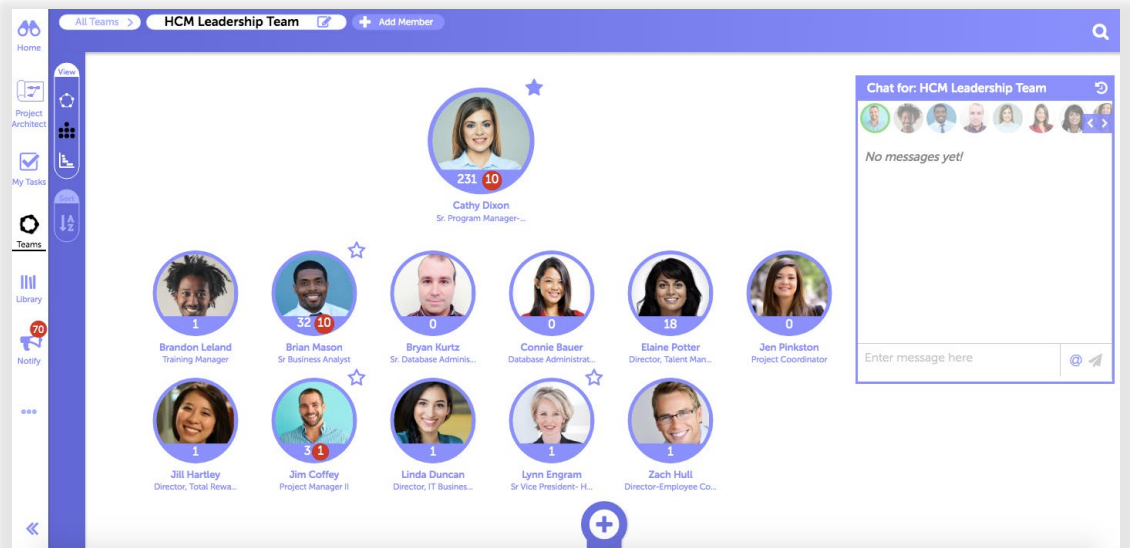 All Teams >
HCM Leadership Team
Add Member
Home
Project
Architect
My Tasks
Teams
Library
70
Notify
View
Sort
A
Z
231 10
Cathy Dixon
Sr. Program Manager-...
1
Brandon Leland
Training Manager
32 10
Brian Mason
Sr Business Analyst
0
Bryan Kurtz
Sr. Database Adminis...
0
Connie Bauer
Database Administrat...
18
Elaine Potter
Director, Talent Man...
0
Jen Pinkston
Project Coordinator
1
Jill Hartley
Director, Total Rewa...
3 1
Jim Coffey
Project Manager II
1
Linda Duncan
Director, IT Busines...
1
Lynn Engram
Sr Vice President- H...
1
Zach Hull
Director-Employee Co...
Chat for: HCM Leadership Team
No messages yet!
Enter message here
@